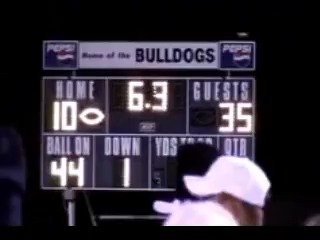 PEPSI Home of the BULLDOGS PEPSI
HOME 6.3 GUESTS
10 35
BALL ON DOWN YDS TO GO QTR
44 1